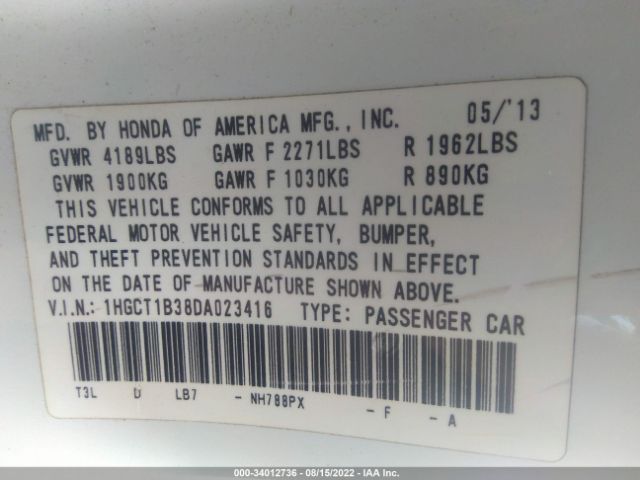 MFD. BY HONDA OF AMERICA MFG., INC. 05/'13
GVWR 4189LBS GAWR F 2271LBS R 1962LBS
GVWR 1900KG GAWR F 1030KG R 890KG
THIS VEHICLE CONFORMS TO ALL APPLICABLE
FEDERAL MOTOR VEHICLE SAFETY, BUMPER,
AND THEFT PREVENTION STANDARDS IN EFFECT
ON THE DATE OF MANUFACTURE SHOWN ABOVE.
V.I.N.: 1HGCT1B38DA023416 TYPE: PASSENGER CAR
T3L D LB7 - NH788PX - F - A
000-34012736 - 08/15/2022 - IAA Inc.